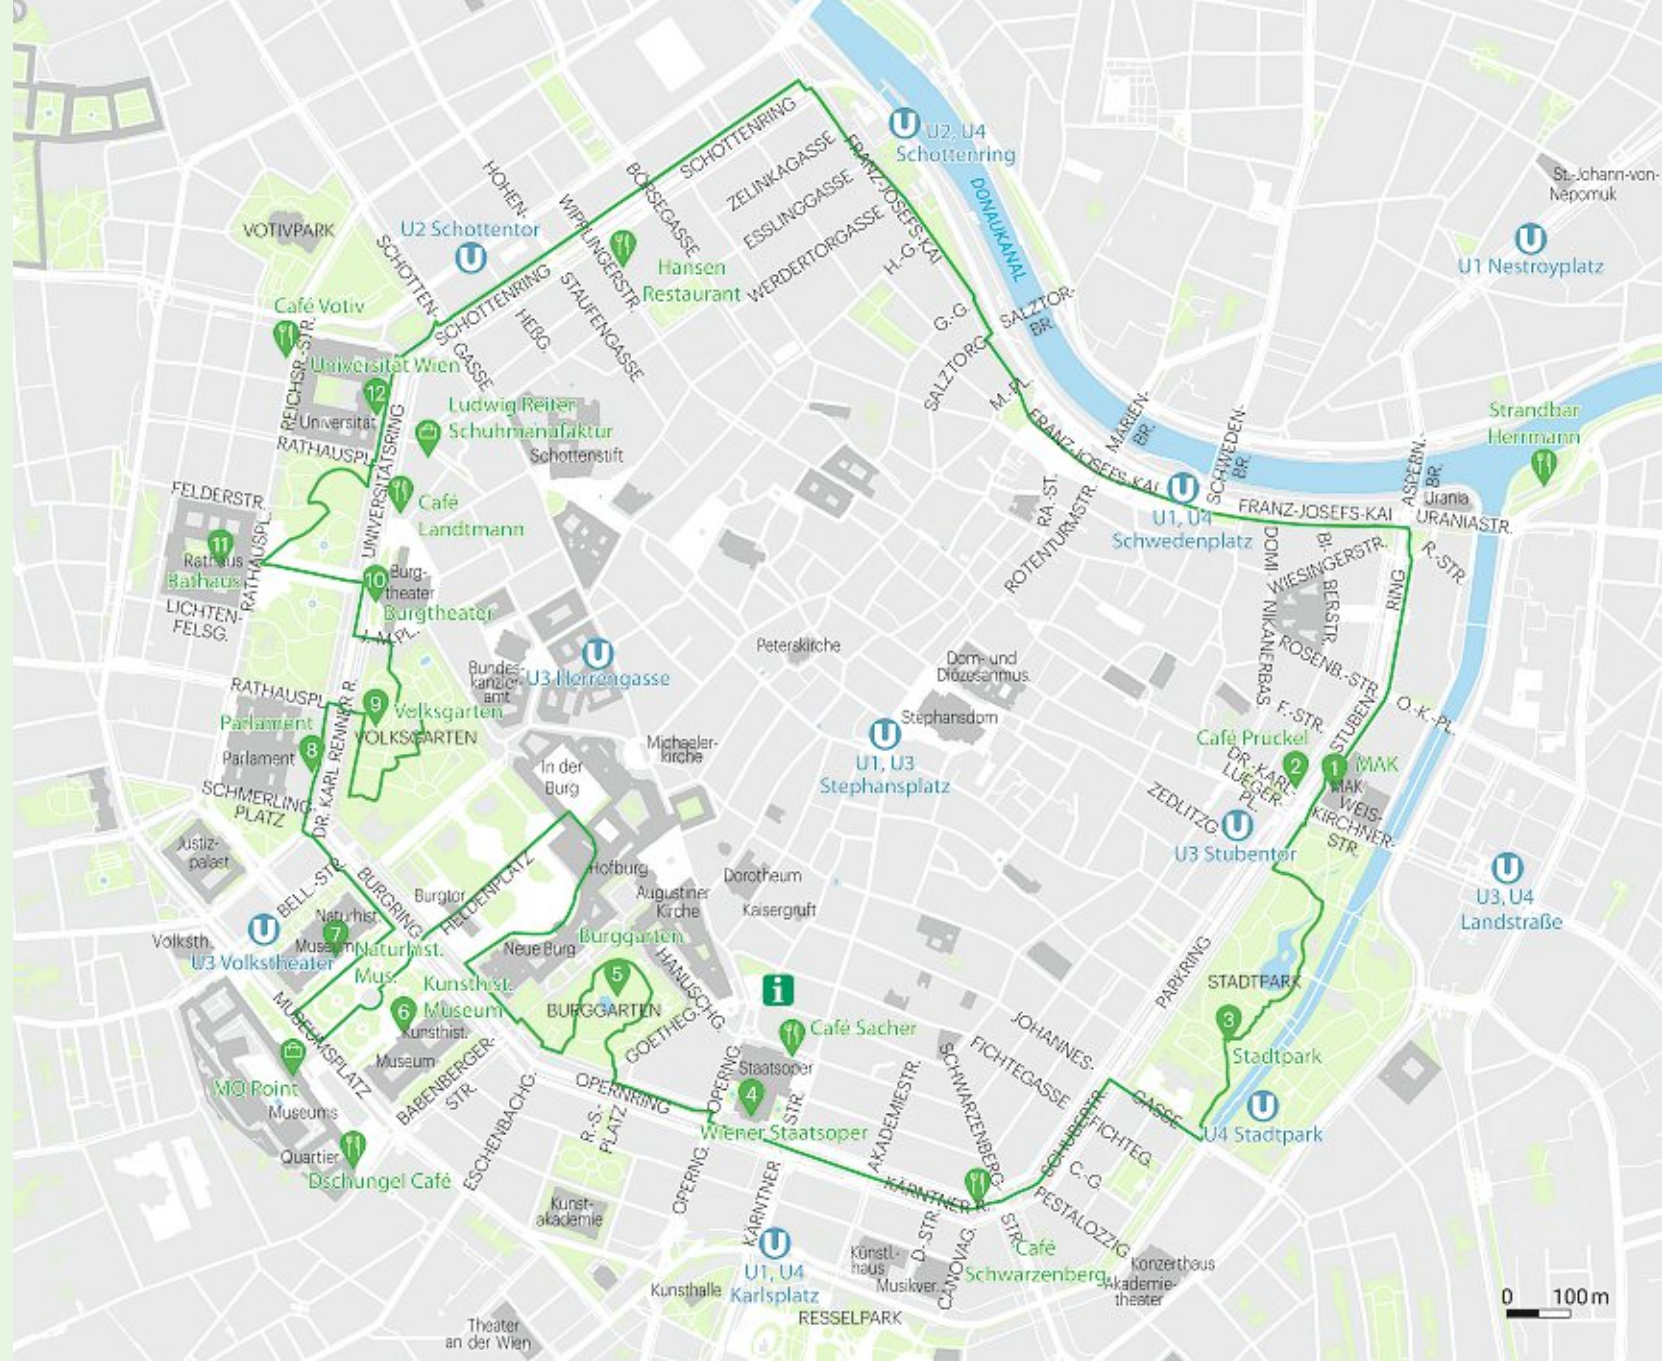 SCHOTTENRING
U2, U4
Schottenring
ZELINKAGASSE
FRANZ-JOSEFS-KAI
ESSLINGGASSE
WERDERTORGASSE
H.-G.
DONAUKANAL
St.-Johann-von-
Nepomuk
HOHEN-
BÖRSEGASSE
WIPPLINGERSTR.
VOTIVPARK
U2 Schottentor
U
U1 Nestroyplatz
SCHOTTEN-
GASSE
Hansen
Restaurant
SCHOTTENRING
STAUFENGASSE
HEßG.
Café Votiv
G.-G.
SALZTOR-
BR.
SALZTORG.
M.-PL.
REICHSR.-STR.
Universität Wien
12
Universität
Ludwig Reiter
Schuhmanufaktur
Schottenstift
RATHAUSPL.
UNIVERSITÄTSRING
FRANZ-JOSEFS-KAI
MARIEN-
BR.
SCHWEDEN-
BR.
ASPERN.
BR.
Strandbar
Herrmann
Urania
URANIASTR.
FRANZ-JOSEFS-KAI
U1, U4
Schwedenplatz
RA.-ST.
ROTENTURMSTR.
FELDERSTR.
Café
Landtmann
11
Rathaus
Rathaus
RATHAUSPL.
LICHTEN-
FELSG.
10
Burg-
theater
Burgtheater
J.-M.PL.
DOMI
NIKANERBAS
BI.
BERSTR.
WIESINGERSTR.
R.-STR.
RING
ROSENB.-STR.
F.-STR.
STUBEN
O.-K.-PL.
Peterskirche
Dom- und
Diözesanmus.
Stephansdom
Bundes-
kanzler-
amt
U3 Herrengasse
RATHAUSPL.
DR. KARL RENNER R.
Parlament
8
Parlament
9
Volksgarten
VOLKSGARTEN
SCHMERLING
PLATZ
In der
Burg
Michaeler-
kirche
U1, U3
Stephansplatz
Café Pruckel
2
1
MAK
MAK
DR.-KARL
LUEGER-
PL.
WEIS-
KIRCHNER-
STR.
ZEDLITZG
U3 Stubentor
U3, U4
Landstraße
Justiz-
palast
BELL.-STR.
BURGRING
Burgtor
HELDENPLATZ
Hofburg
Augustiner
Kirche
Dorotheum
Kaisergruft
Naturhist.
Museum
7
Naturhist.
Mus.
Volksth.
U3 Volkstheater
Neue Burg
Burggarten
5
BURGGARTEN
HANUSCHG.
GOETHEG.
i
PARKRING
STADTPARK
3
Stadtpark
U4 Stadtpark
Kunsthist.
Museum
6
Kunsthist.
Museum
MUSEUMSPLATZ
MQ Point
Museums
Quartier
Dschungel Café
BABENBERGER-
STR.
ESCHENBACHG.
OPERNRING
R.-S.-
PLATZ
OPERNG.
OPERNG.
Café Sacher
Staatsoper
4
Wiener Staatsoper
KÄRNTNER
STR.
AKADEMIESTR.
SCHWARZENBERG-
STR.
FICHTEGASSE
JOHANNES-
GASSE
SCHUBERTR.
FICHTEG.
C.-G.
PESTALOZZIG
KÄRNTNER R.
D.-STR.
CANOVAG.
Café
Schwarzenberg
Konzerthaus
Akademie-
theater
Kunst-
akademie
Künstl.-
haus
Musikver.
U1, U4
Karlsplatz
Kunsthalle
RESSELPARK
Theater
an der Wien
0 100 m